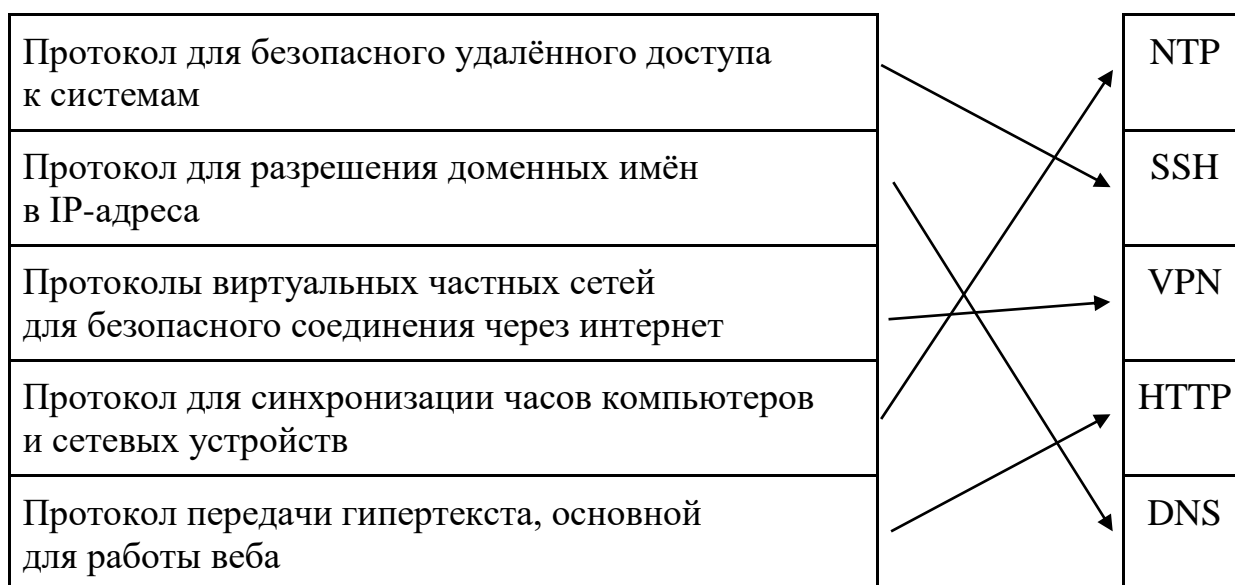 Протокол для безопасного удалённого доступа
к системам
NTP
Протокол для разрешения доменных имён
в IP-адреса
SSH
Протоколы виртуальных частных сетей
для безопасного соединения через интернет
VPN
Протокол для синхронизации часов компьютеров
и сетевых устройств
HTTP
Протокол передачи гипертекста, основной
для работы веба
DNS